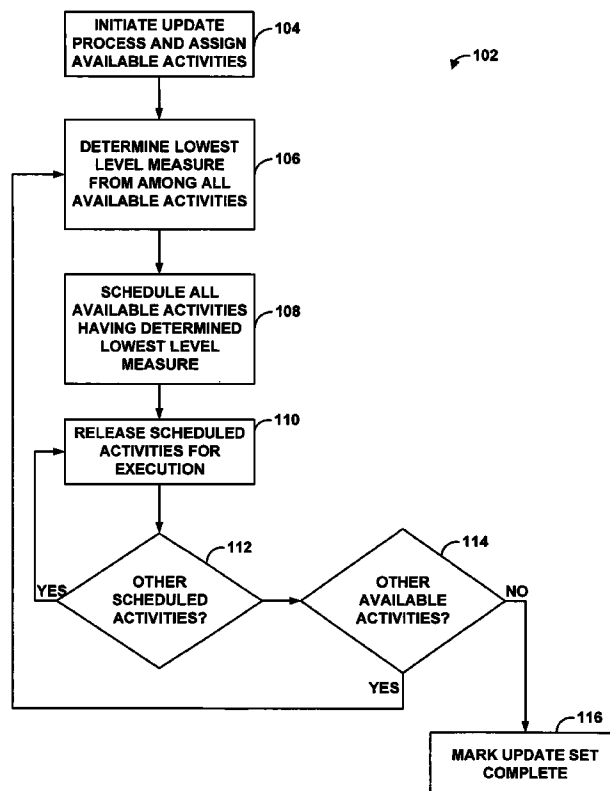 INITIATE UPDATE
PROCESS AND ASSIGN
AVAILABLE ACTIVITIES
104
102
DETERMINE LOWEST
LEVEL MEASURE
FROM AMONG ALL
AVAILABLE ACTIVITIES
106
SCHEDULE ALL
AVAILABLE ACTIVITIES
HAVING DETERMINED
LOWEST LEVEL
MEASURE
108
110
RELEASE SCHEDULED
ACTIVITIES FOR
EXECUTION
112
YES
OTHER
SCHEDULED
ACTIVITIES?
114
OTHER
AVAILABLE
ACTIVITIES?
NO
YES
116
MARK UPDATE SET
COMPLETE